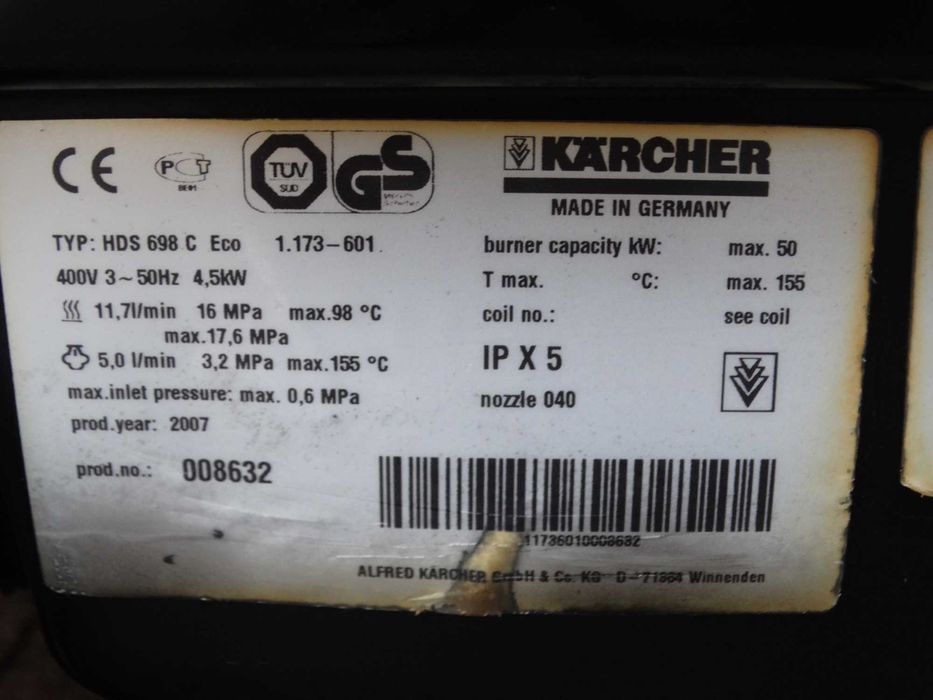 CE PCT BE01 TÜV SÜD GS
KÄRCHER
MADE IN GERMANY
TYP: HDS 698 C Eco 1.173-601
400V 3~50Hz 4,5kW
11,7l/min 16 MPa max.98 °C
max.17,6 MPa
5,0 l/min 3,2 MPa max.155 °C
max.inlet pressure: max. 0,6 MPa
prod.year: 2007
prod.no.: 008632
burner capacity kW: max. 50
T max. °C: max. 155
coil no.: see coil
IP X 5
nozzle 040
11736010008632
ALFRED KÄRCHER GmbH & Co. KG D-71364 Winnenden